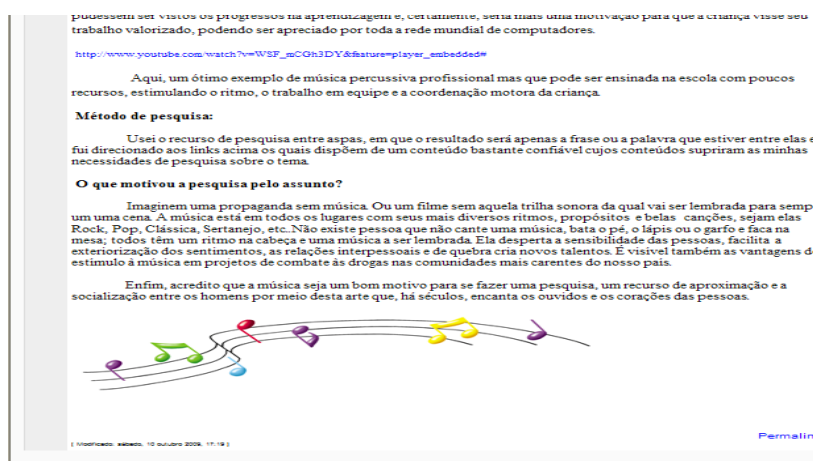 pudessem ser vistos os progressos na aprendizagem e, certamente, seria mais uma motivação para que a criança visse seu
trabalho valorizado, podendo ser apreciado por toda a rede mundial de computadores.
http://www.youtube.com/watch?v=WSF_mCGh3DY&feature=player_embedded#
Aqui, um ótimo exemplo de música percussiva profissional mas que pode ser ensinada na escola com poucos
recursos, estimulando o ritmo, o trabalho em equipe e a coordenação motora da criança.
Método de pesquisa:
Usei o recurso de pesquisa entre aspas, em que o resultado será apenas a frase ou a palavra que estiver entre elas e
fui direcionado aos links acima os quais dispõem de um conteúdo bastante confiável cujos conteúdos supriram as minhas
necessidades de pesquisa sobre o tema.
O que motivou a pesquisa pelo assunto?
Imaginem uma propaganda sem música. Ou um filme sem aquela trilha sonora da qual vai ser lembrada para semp
um uma cena. A música está em todos os lugares com seus mais diversos ritmos, propósitos e belas canções, sejam elas
Rock, Pop, Clássica, Sertanejo, etc..Não existe pessoa que não cante uma música, bata o pé, o lápis ou o garfo e faca na
mesa; todos têm um ritmo na cabeça e uma música a ser lembrada. Ela desperta a sensibilidade das pessoas, facilita a
exteriorização dos sentimentos, as relações interpessoais e de quebra cria novos talentos. É visível também as vantagens d
estímulo à música em projetos de combate às drogas nas comunidades mais carentes do nosso país.
Enfim, acredito que a música seja um bom motivo para se fazer uma pesquisa, um recurso de aproximação e a
socialização entre os homens por meio desta arte que, há séculos, encanta os ouvidos e os corações das pessoas.
Permalin
[ Modificado: sábado, 10 outubro 2009, 17:19 ]